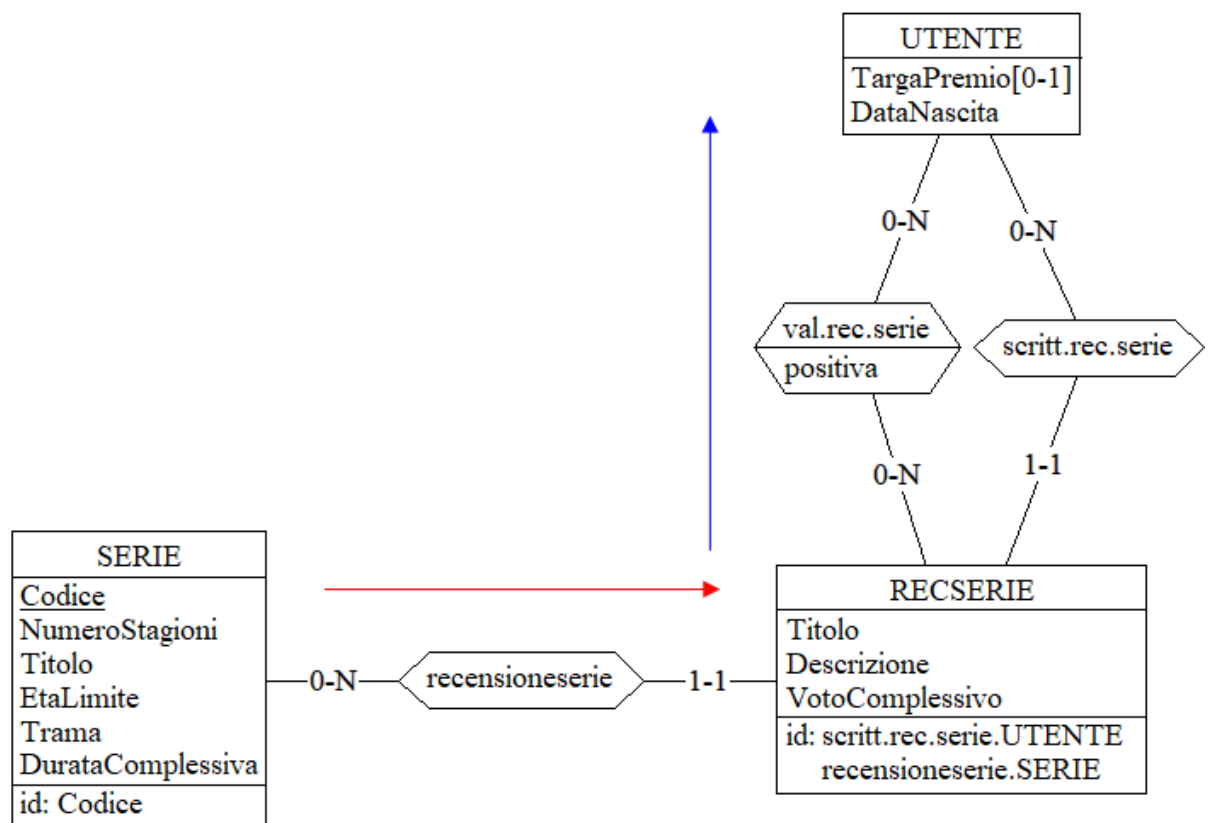 UTENTE
TargaPremio[0-1]
DataNascita
0-N
0-N
val.rec.serie
positiva
scritt.rec.serie
0-N
1-1
SERIE
Codice
NumeroStagioni
Titolo
EtaLimite
Trama
DurataComplessiva
id: Codice
0-N
recensioneserie
1-1
RECSERIE
Titolo
Descrizione
VotoComplessivo
id: scritt.rec.serie.UTENTE
recensioneserie.SERIE